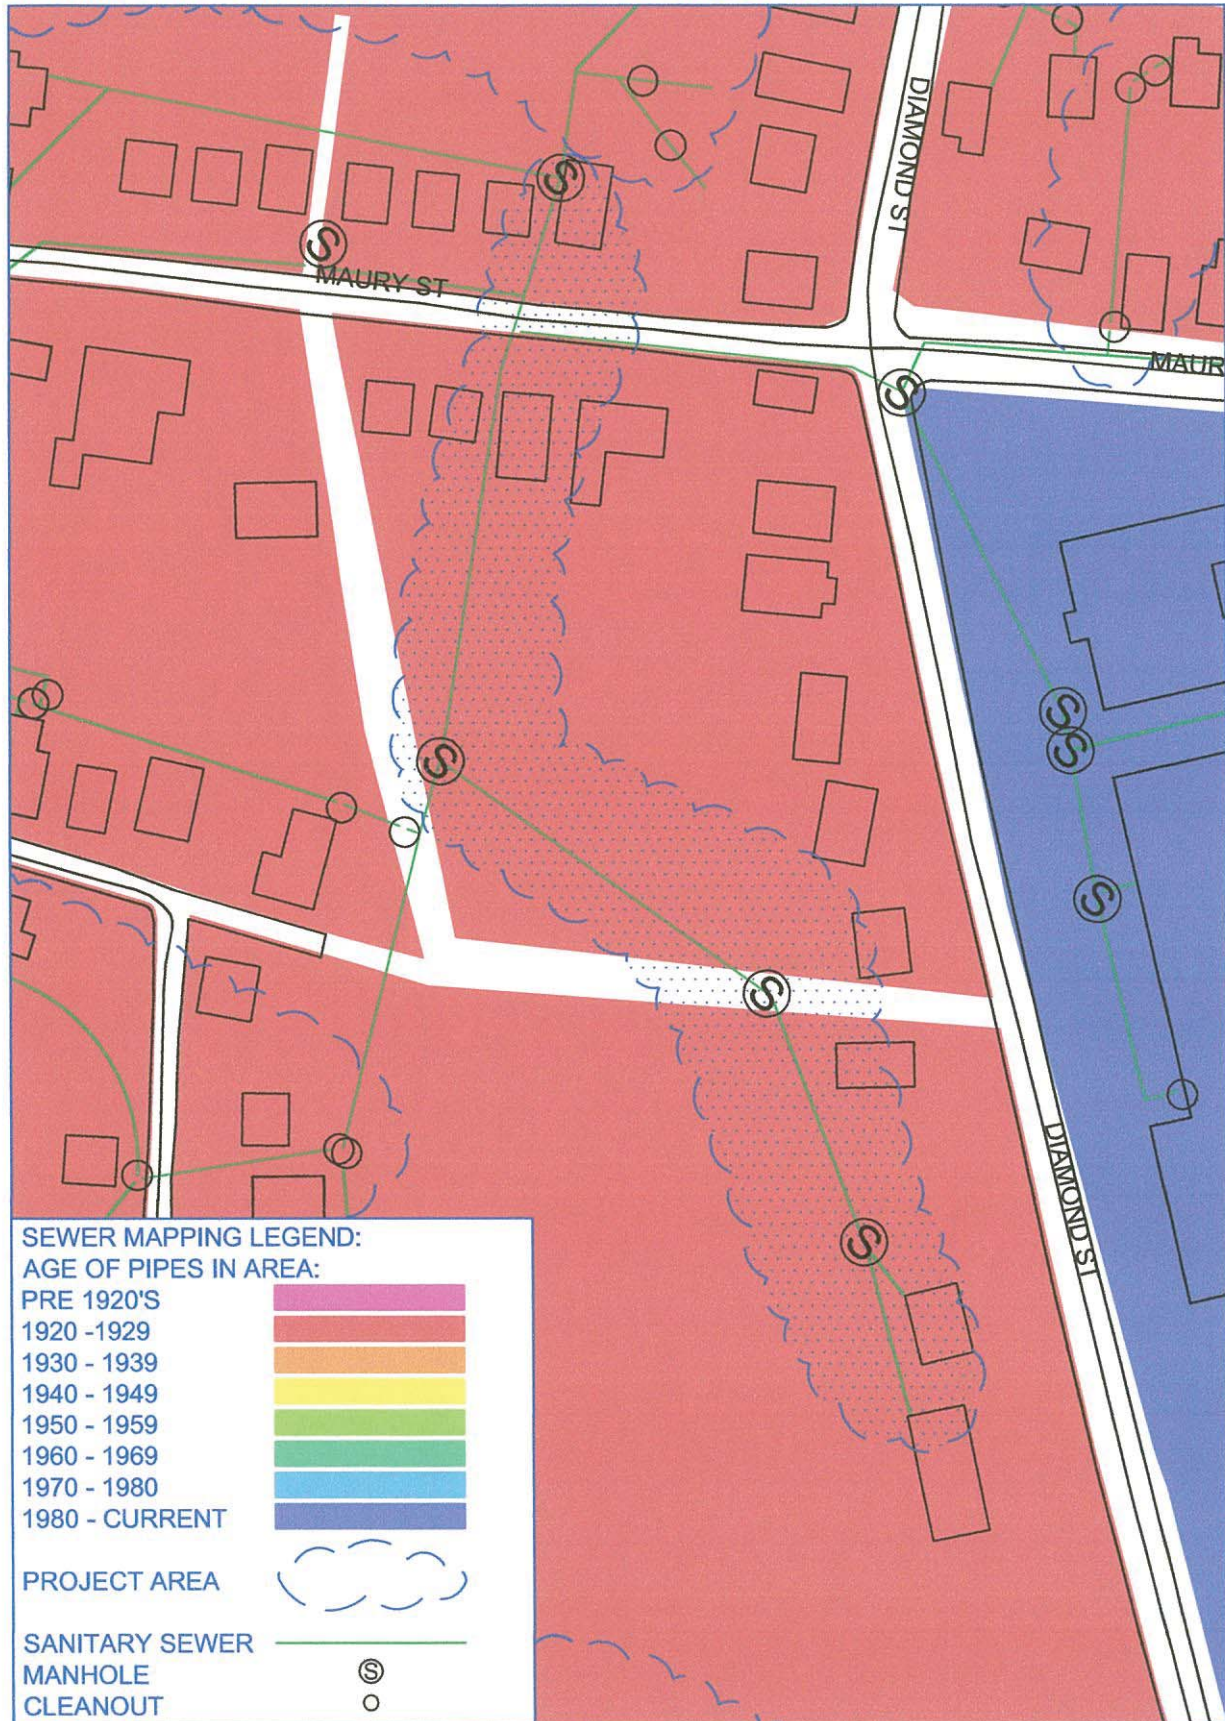 DIAMOND ST
S
S
MAURY ST
MAUR
S
S
S
S
S
S
DIAMOND ST
S
SEWER MAPPING LEGEND:
AGE OF PIPES IN AREA:
PRE 1920'S
1920 -1929
1930 - 1939
1940 - 1949
1950 - 1959
1960 - 1969
1970 - 1980
1980 - CURRENT
PROJECT AREA
SANITARY SEWER
MANHOLE S
CLEANOUT